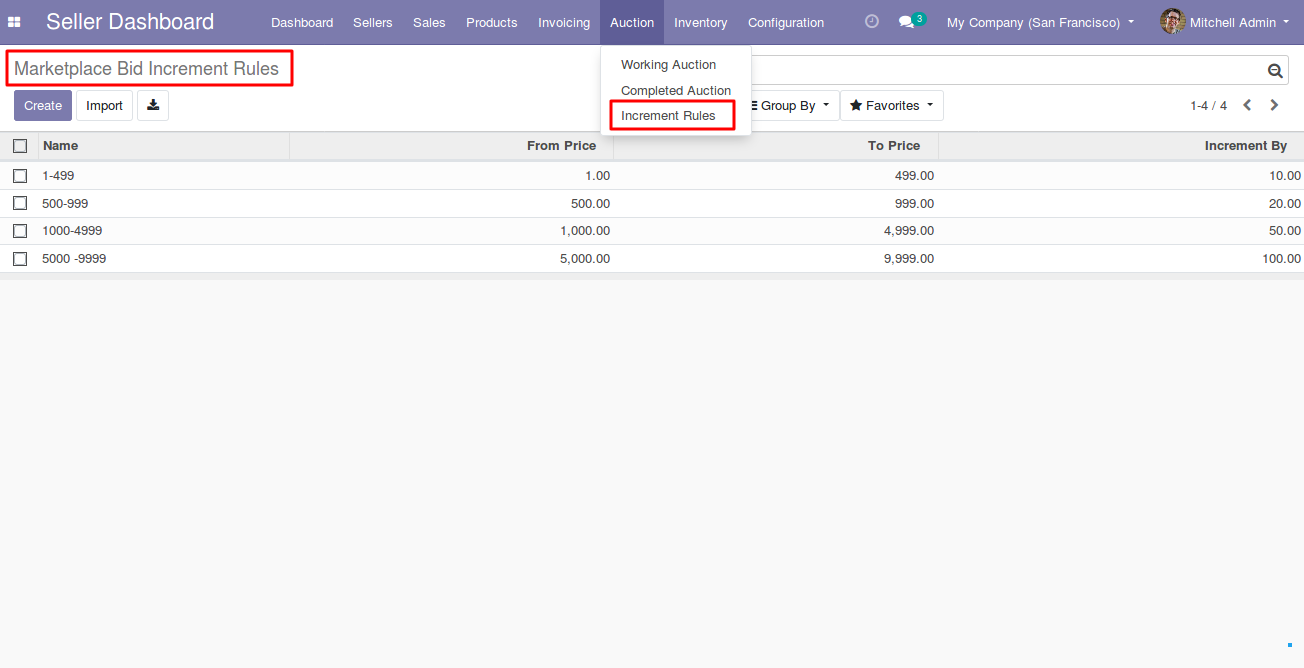 Seller Dashboard Dashboard Sellers Sales Products Invoicing Auction Inventory Configuration 3 My Company (San Francisco) Mitchell Admin
Marketplace Bid Increment Rules
Working Auction
Completed Auction
Increment Rules
Create Import Group By Favorites 1-4 / 4
Name From Price To Price Increment By
1-499 1.00 499.00 10.00
500-999 500.00 999.00 20.00
1000-4999 1,000.00 4,999.00 50.00
5000 -9999 5,000.00 9,999.00 100.00